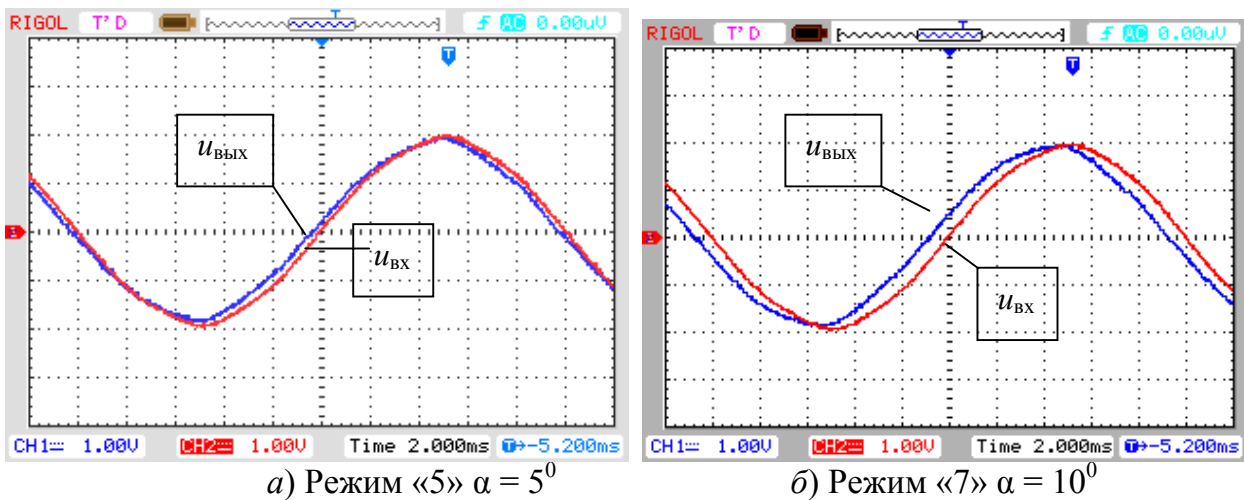 RIGOL T'D T f AC 0.00uV
T
uвых
uвх
CH1 1.00V CH2 1.00V Time 2.000ms T→-5.200ms
а) Режим «5» α = 5⁰
RIGOL T'D T f AC 0.00uV
T
uвых
uвх
CH1 1.00V CH2 1.00V Time 2.000ms T→-5.200ms
б) Режим «7» α = 10⁰